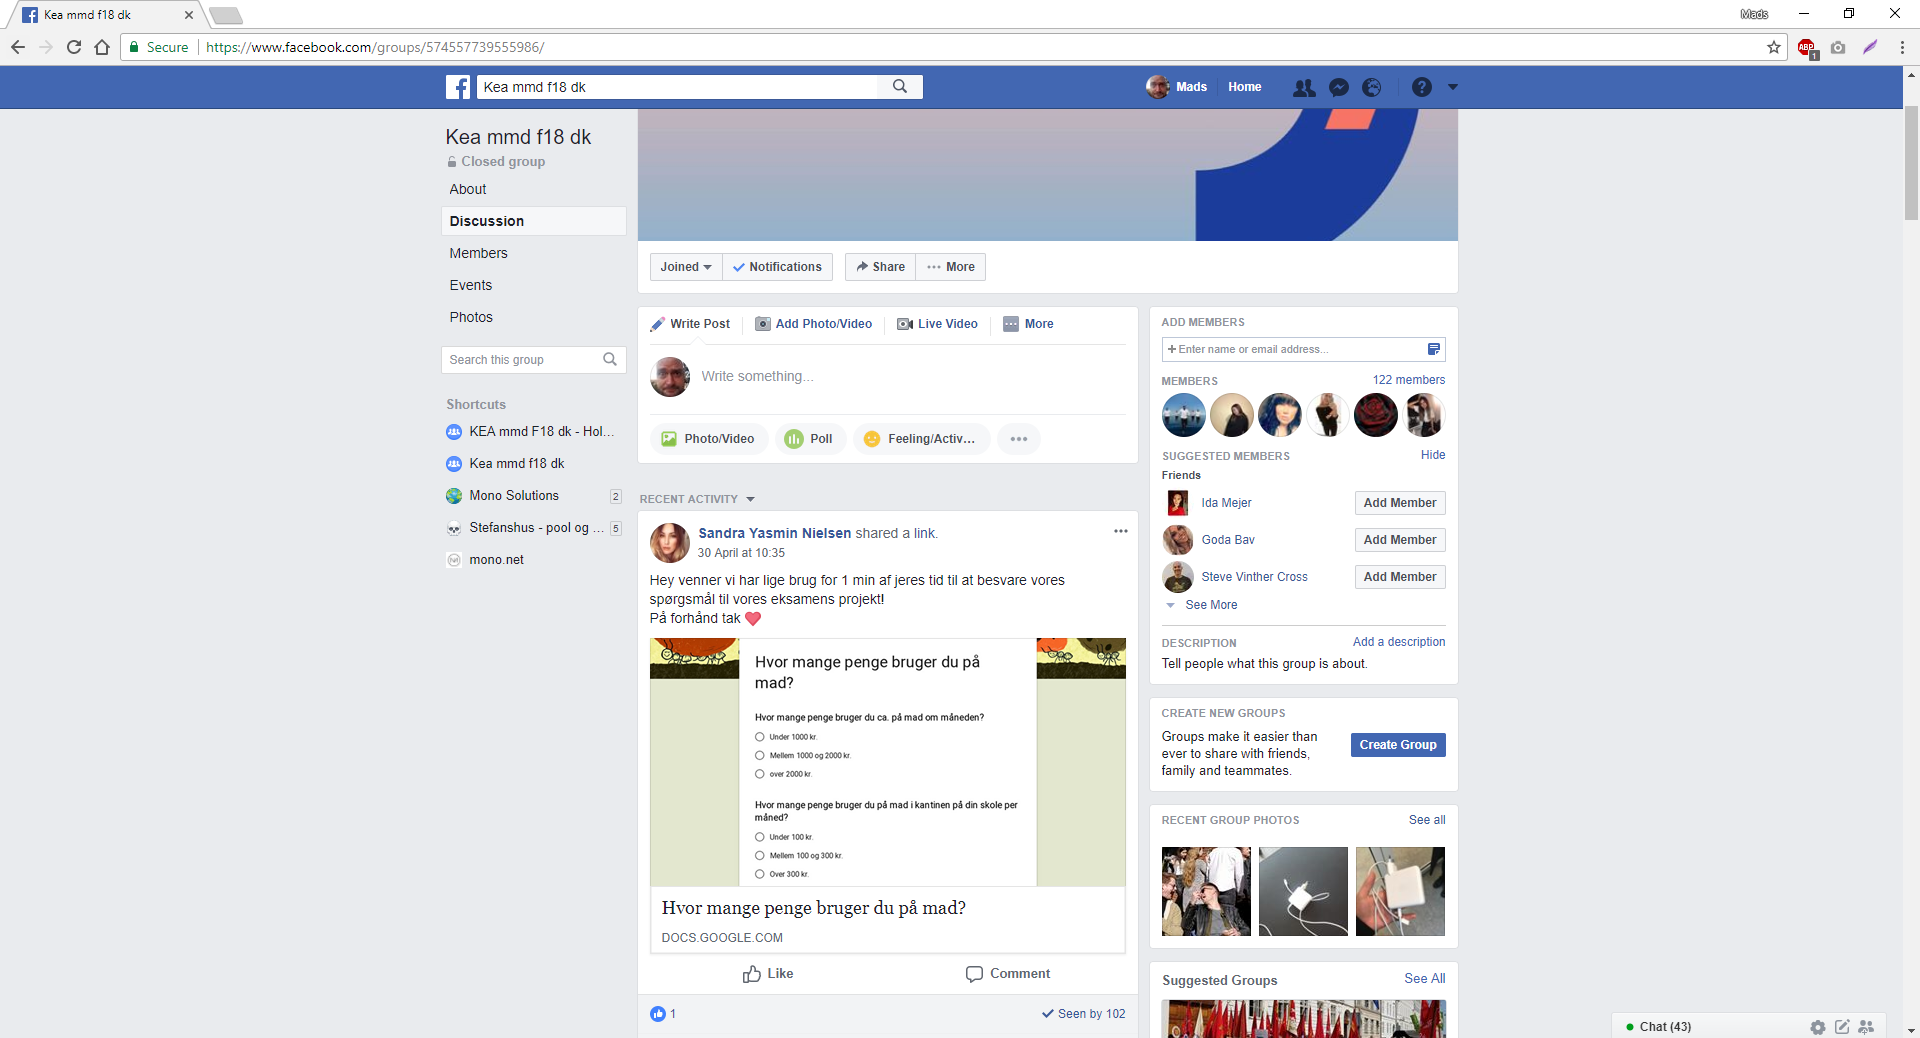 Kea mmd f18 dk
Mads
Secure
https://www.facebook.com/groups/574557739555986/
ABP
1
Kea mmd f18 dk
Mads
Home
Kea mmd f18 dk
Closed group
About
Discussion
Members
Events
Photos
Search this group
Shortcuts
KEA mmd F18 dk - Hol...
Kea mmd f18 dk
Mono Solutions
2
Stefanshus - pool og ...
5
mono.net
Joined
Notifications
Share
More
Write Post
Add Photo/Video
Live Video
More
Write something...
Photo/Video
Poll
Feeling/Activ...
RECENT ACTIVITY
Sandra Yasmin Nielsen shared a link.
30 April at 10:35
Hey venner vi har lige brug for 1 min af jeres tid til at besvare vores
spørgsmål til vores eksamens projekt!
På forhånd tak
Hvor mange penge bruger du på
mad?
Hvor mange penge bruger du ca. på mad om måneden?
Under 1000 kr.
Mellem 1000 og 2000 kr.
over 2000 kr.
Hvor mange penge bruger du på mad i kantinen på din skole per
måned?
Under 100 kr.
Mellem 100 og 300 kr.
Over 300 kr.
Hvor mange penge bruger du på mad?
DOCS.GOOGLE.COM
Like
Comment
1
Seen by 102
ADD MEMBERS
+ Enter name or email address...
MEMBERS
122 members
SUGGESTED MEMBERS
Hide
Friends
Ida Mejer
Add Member
Goda Bav
Add Member
Steve Vinther Cross
Add Member
See More
DESCRIPTION
Add a description
Tell people what this group is about.
CREATE NEW GROUPS
Groups make it easier than
ever to share with friends,
family and teammates.
Create Group
RECENT GROUP PHOTOS
See all
Suggested Groups
See All
Chat (43)